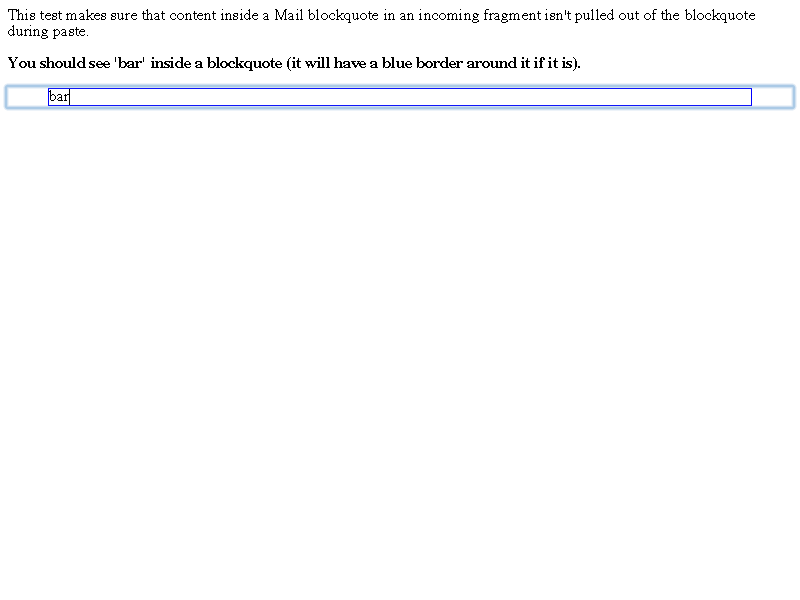 This test makes sure that content inside a Mail blockquote in an incoming fragment isn't pulled out of the blockquote
during paste.
You should see 'bar' inside a blockquote (it will have a blue border around it if it is).
bar